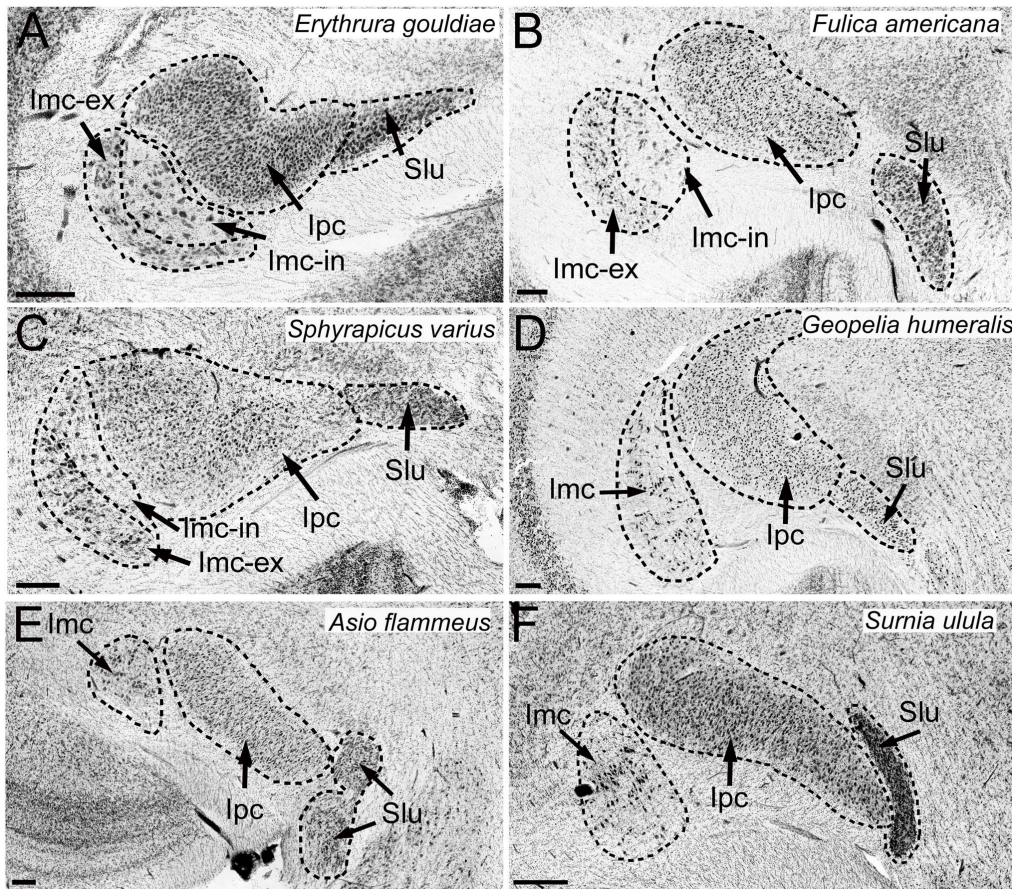 A
Erythrura gouldiae
Imc-ex
Slu
Ipc
Imc-in
B
Fulica americana
Slu
Ipc
Imc-in
Imc-ex
C
Sphyrapicus varius
Slu
Ipc
Imc-in
Imc-ex
D
Geopelia humeralis
Imc
Slu
Ipc
E
Asio flammeus
Imc
Ipc
Slu
F
Surnia ulula
Imc
Slu
Ipc